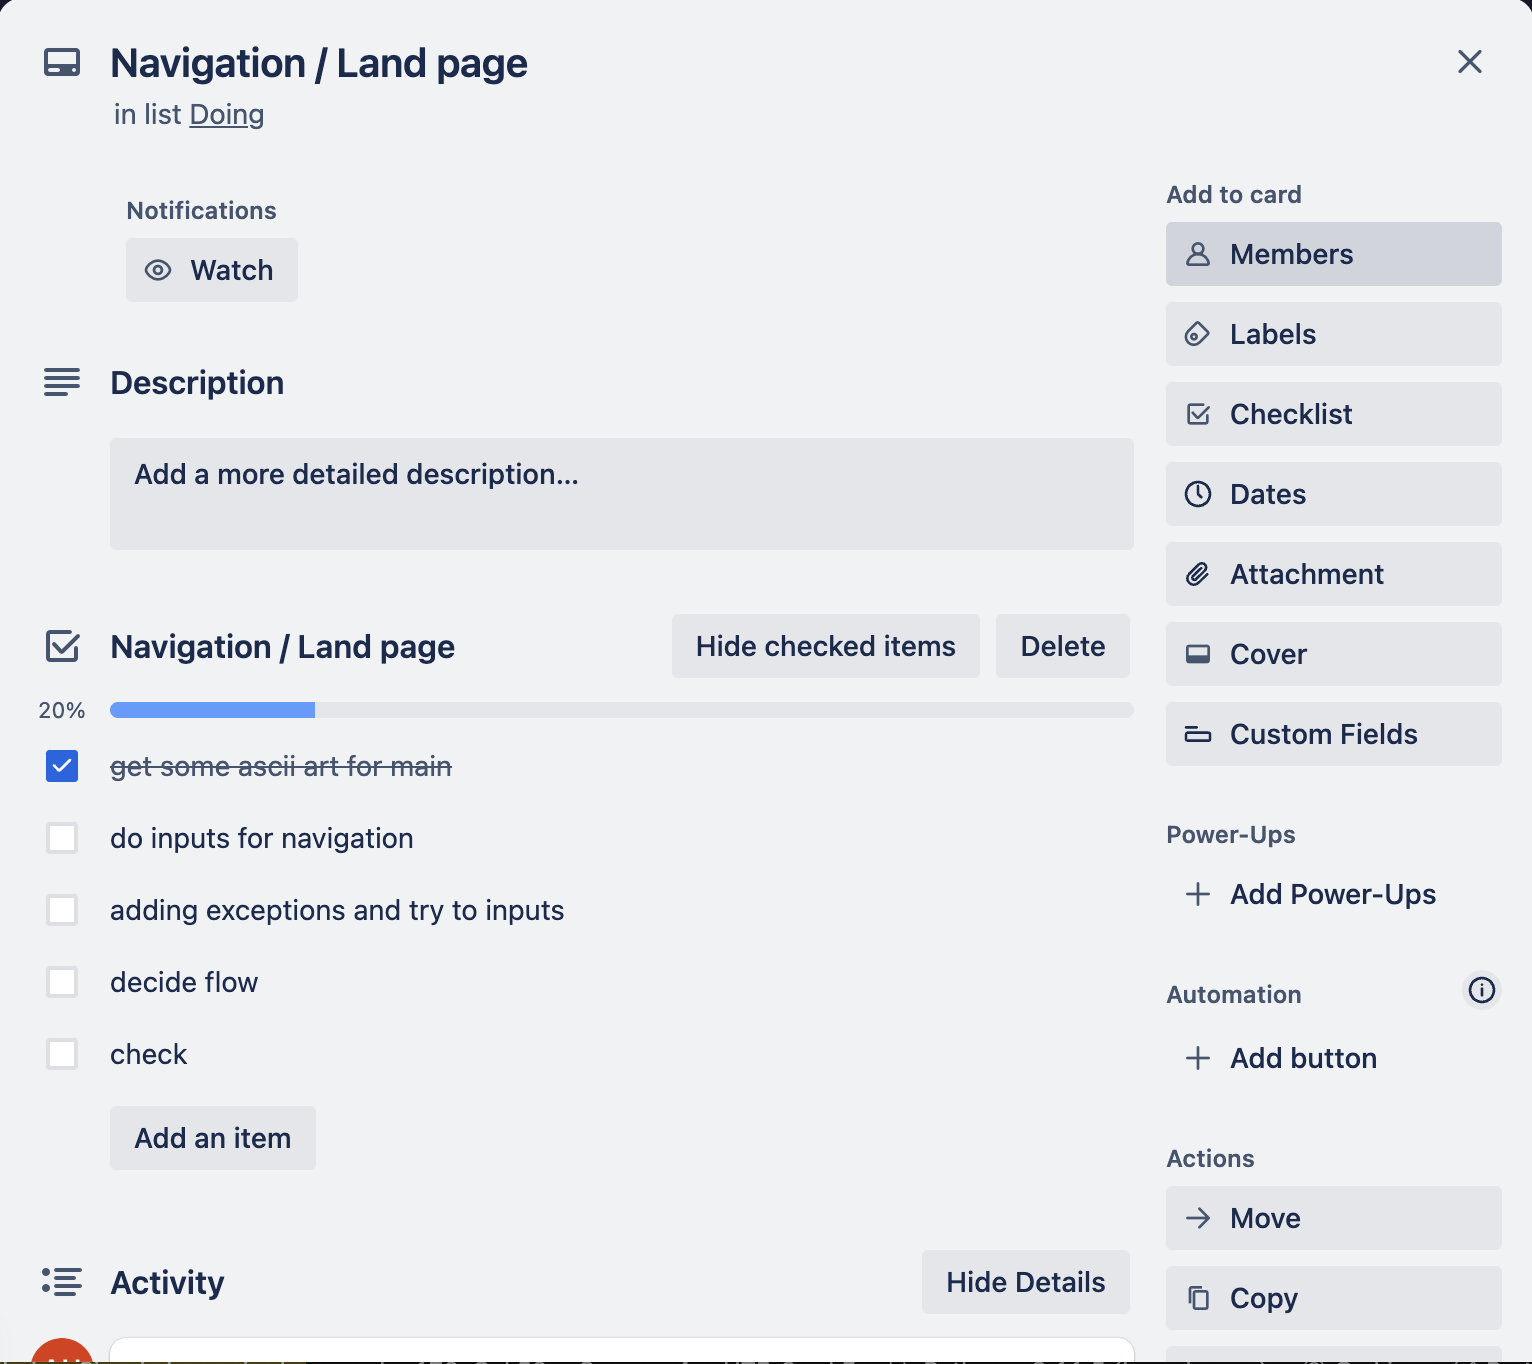 Navigation / Land page
in list Doing
Notifications
Watch
Description
Add a more detailed description...
Navigation / Land page
Hide checked items
Delete
20%
get some ascii art for main
do inputs for navigation
adding exceptions and try to inputs
decide flow
check
Add an item
Activity
Hide Details
Add to card
Members
Labels
Checklist
Dates
Attachment
Cover
Custom Fields
Power-Ups
Add Power-Ups
Automation
Add button
Actions
Move
Copy